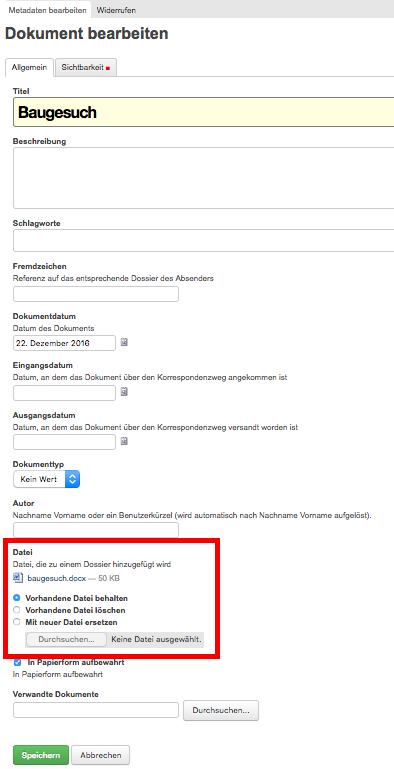 Metadaten bearbeiten Widerrufen
Dokument bearbeiten
Allgemein Sichtbarkeit
Titel
Baugesuch
Beschreibung
Schlagworte
Fremdzeichen
Referenz auf das entsprechende Dossier des Absenders
Dokumentdatum
Datum des Dokuments
22. Dezember 2016
Eingangsdatum
Datum, an dem das Dokument über den Korrespondenzweg angekommen ist
Ausgangsdatum
Datum, an dem das Dokument über den Korrespondenzweg versandt worden ist
Dokumenttyp
Kein Wert
Autor
Nachname Vorname oder ein Benutzerkürzel (wird automatisch nach Nachname Vorname aufgelöst).
Datei
Datei, die zu einem Dossier hinzugefügt wird
baugesuch.docx — 50 KB
Vorhandene Datei behalten
Vorhandene Datei löschen
Mit neuer Datei ersetzen
Durchsuchen... Keine Datei ausgewählt.
In Papierform aufbewahrt
In Papierform aufbewahrt
Verwandte Dokumente
Durchsuchen...
Speichern Abbrechen